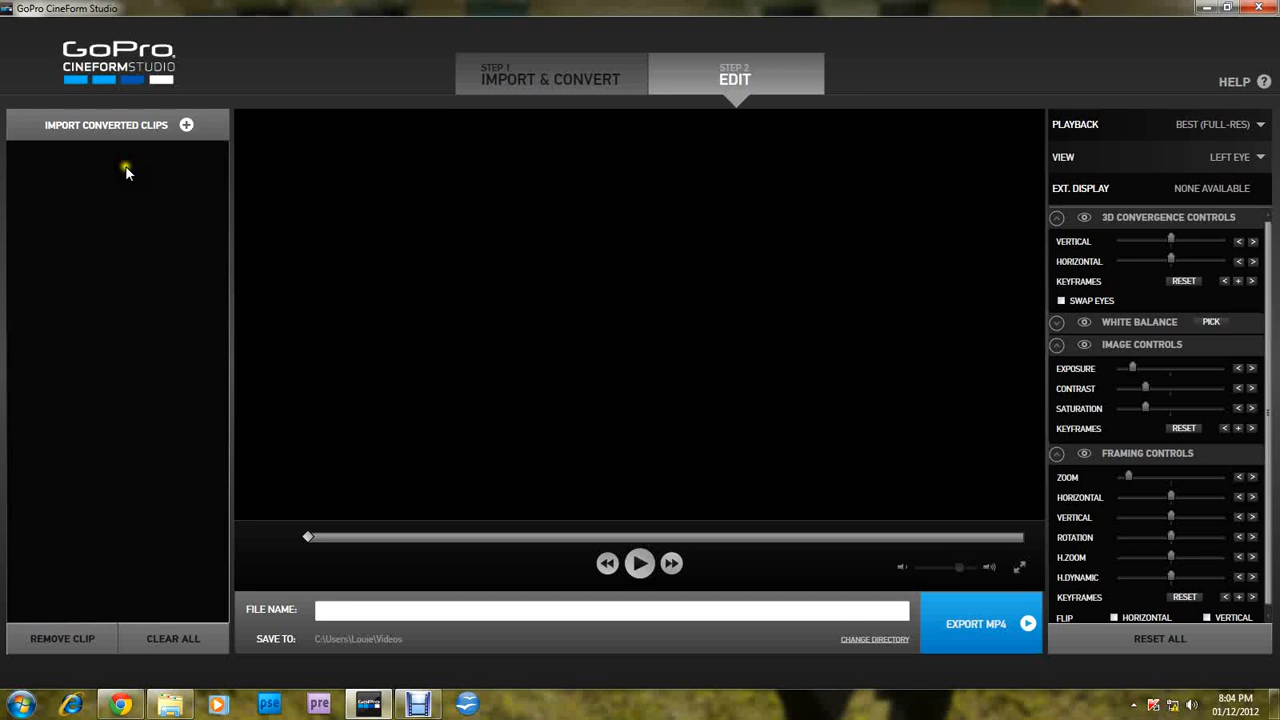 GoPro CineForm Studio
GoPro
CINEFORMSTUDIO
STEP 1
IMPORT & CONVERT
STEP 2
EDIT
HELP ?
IMPORT CONVERTED CLIPS +
PLAYBACK BEST (FULL-RES)
VIEW LEFT EYE
EXT. DISPLAY NONE AVAILABLE
3D CONVERGENCE CONTROLS
VERTICAL < >
HORIZONTAL < >
KEYFRAMES RESET < + >
SWAP EYES
WHITE BALANCE PICK
IMAGE CONTROLS
EXPOSURE < >
CONTRAST < >
SATURATION < >
KEYFRAMES RESET < + >
FRAMING CONTROLS
ZOOM < >
HORIZONTAL < >
VERTICAL < >
ROTATION < >
H.ZOOM < >
H.DYNAMIC < >
KEYFRAMES RESET < + >
FLIP HORIZONTAL VERTICAL
RESET ALL
FILE NAME:
SAVE TO: C:\Users\Louie\Videos CHANGE DIRECTORY
EXPORT MP4
REMOVE CLIP CLEAR ALL
pse
pre
GoPro
8:04 PM
01/12/2012